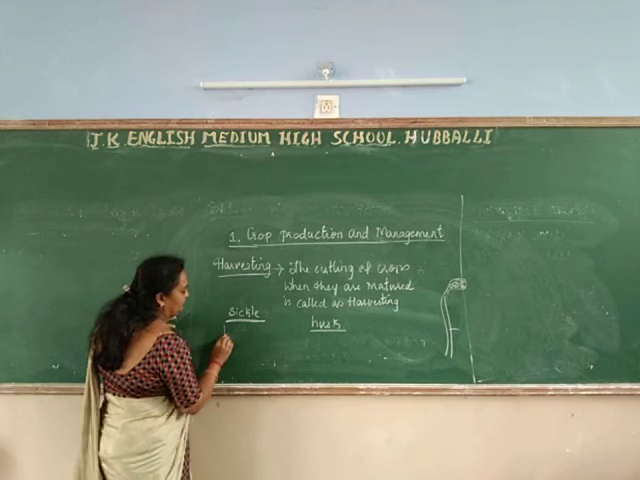 J.K ENGLISH MEDIUM HIGH SCHOOL. HUBBALLI
1. Crop production and Management
Harvesting → The cutting of crops
when they are matured
is called as Harvesting
Sickle
husk